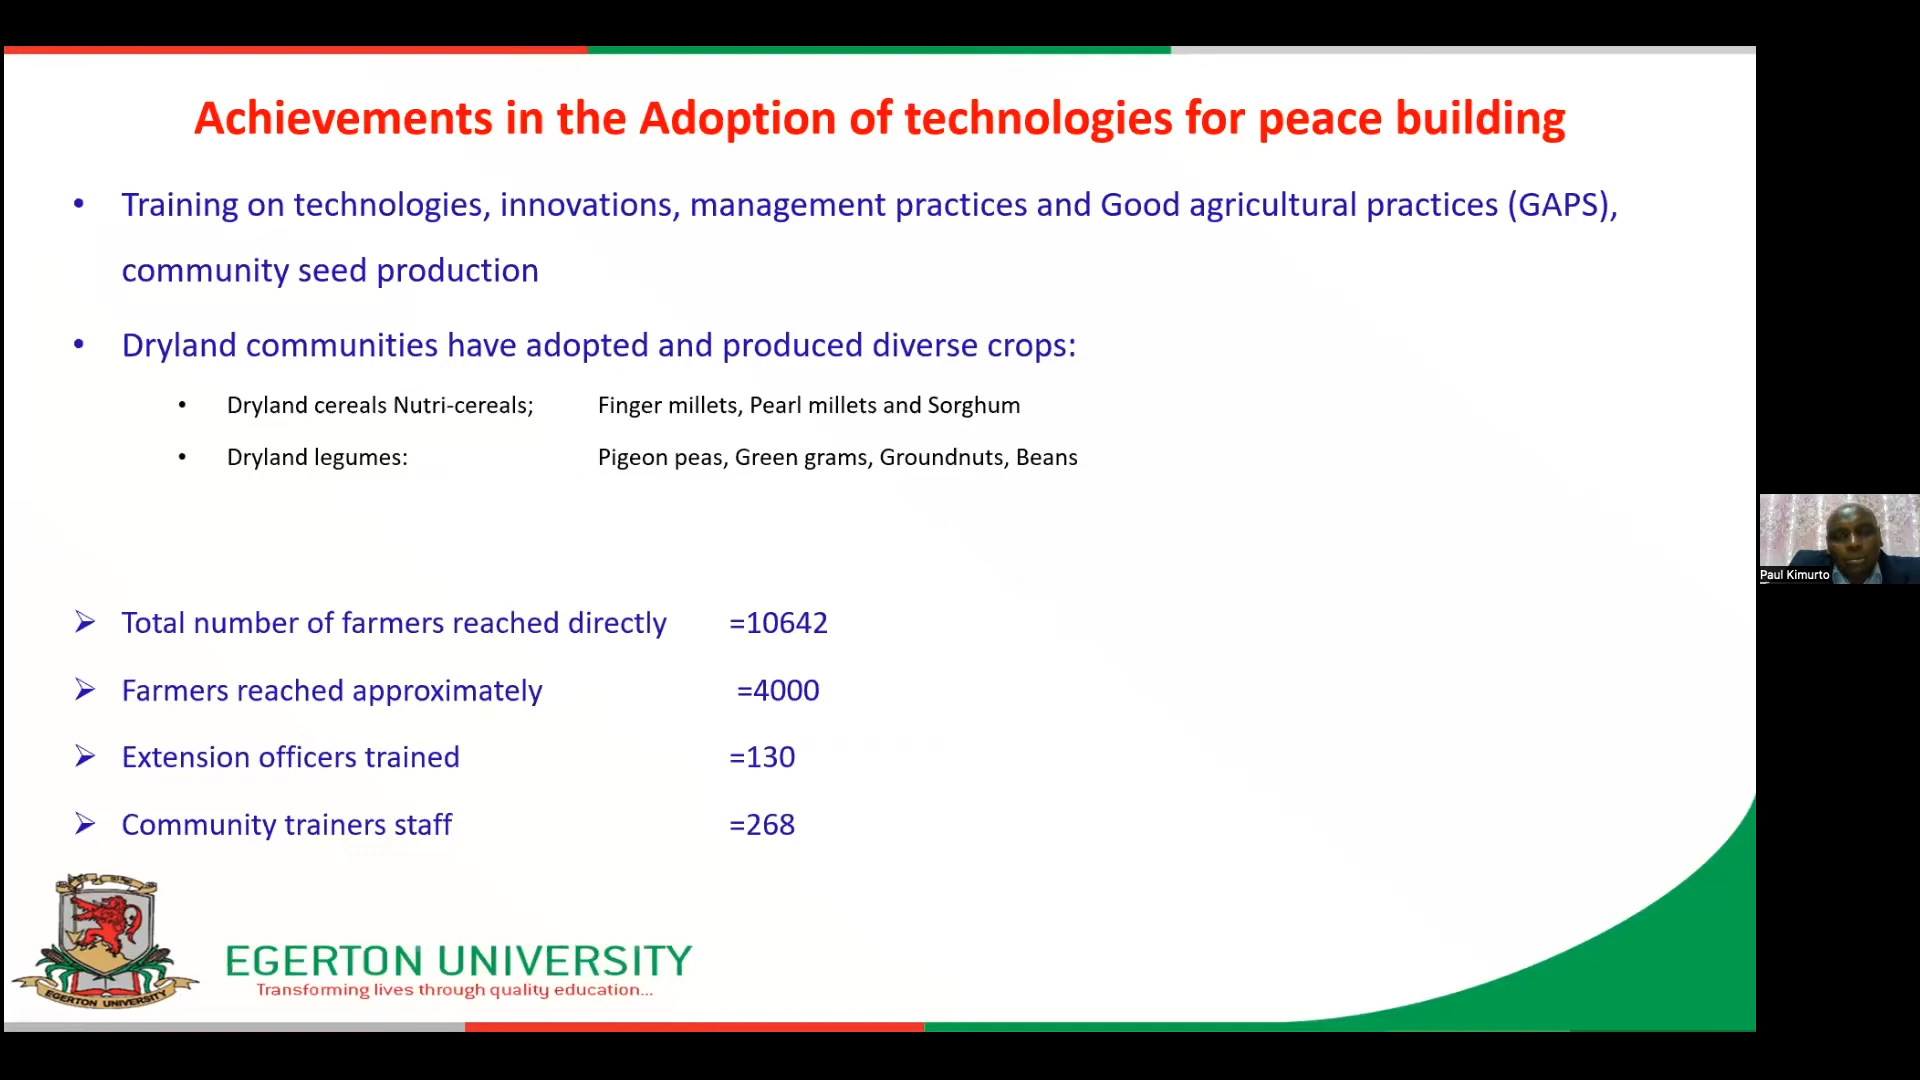 Achievements in the Adoption of technologies for peace building
• Training on technologies, innovations, management practices and Good agricultural practices (GAPS),
community seed production
• Dryland communities have adopted and produced diverse crops:
• Dryland cereals Nutri-cereals; Finger millets, Pearl millets and Sorghum
• Dryland legumes: Pigeon peas, Green grams, Groundnuts, Beans
Paul Kimurto
➢ Total number of farmers reached directly =10642
➢ Farmers reached approximately =4000
➢ Extension officers trained =130
➢ Community trainers staff =268
EGERTON UNIVERSITY
EGERTON UNIVERSITY
Transforming lives through quality education...